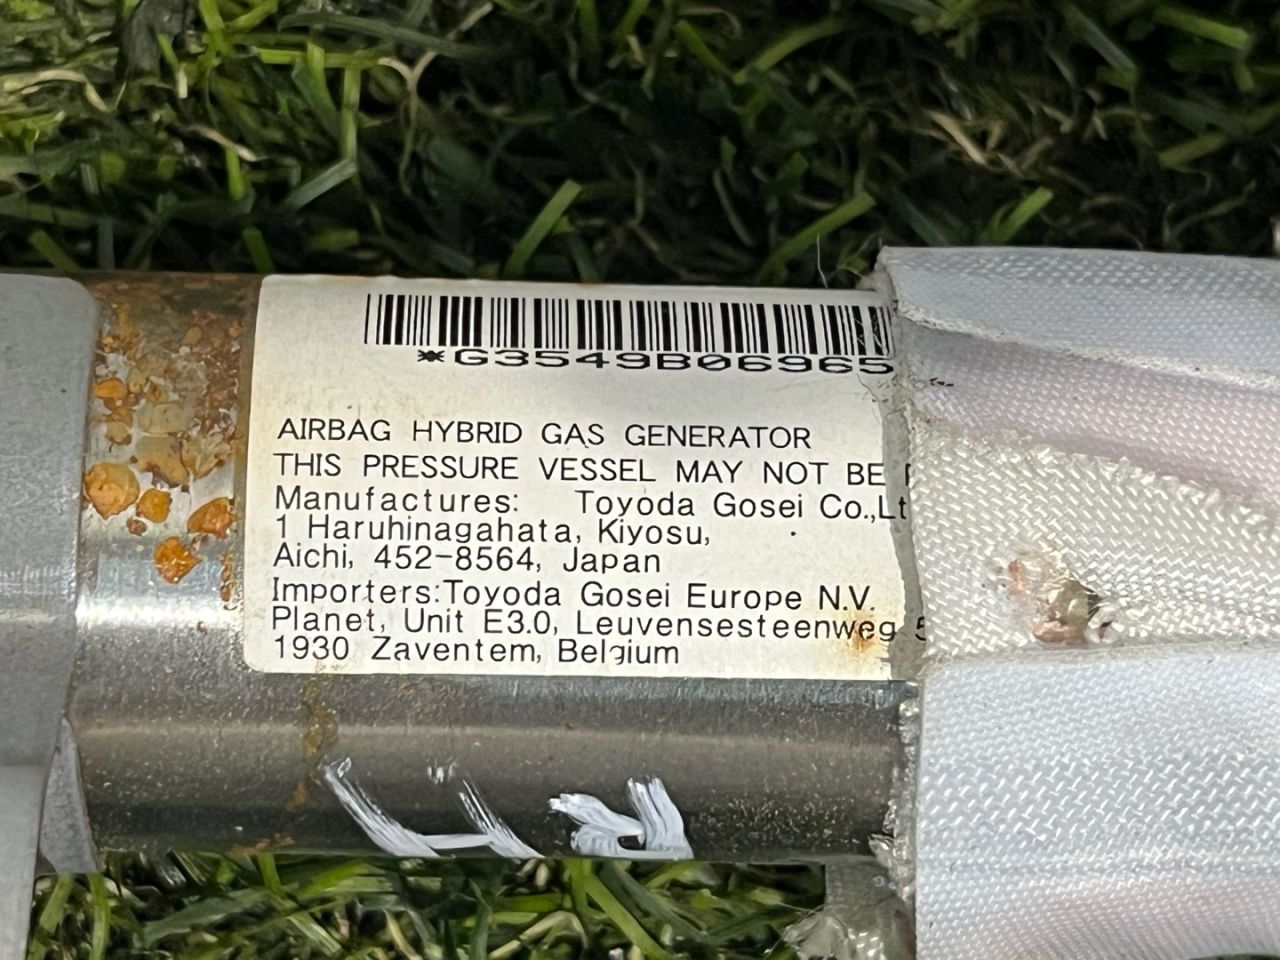 *G3549B06965
AIRBAG HYBRID GAS GENERATOR
THIS PRESSURE VESSEL MAY NOT BE
Manufactures: Toyoda Gosei Co.,Lt
1 Haruhinagahata, Kiyosu,
Aichi, 452-8564, Japan
Importers:Toyoda Gosei Europe N.V.
Planet, Unit E3.0, Leuvensesteenweg
1930 Zaventem, Belgium